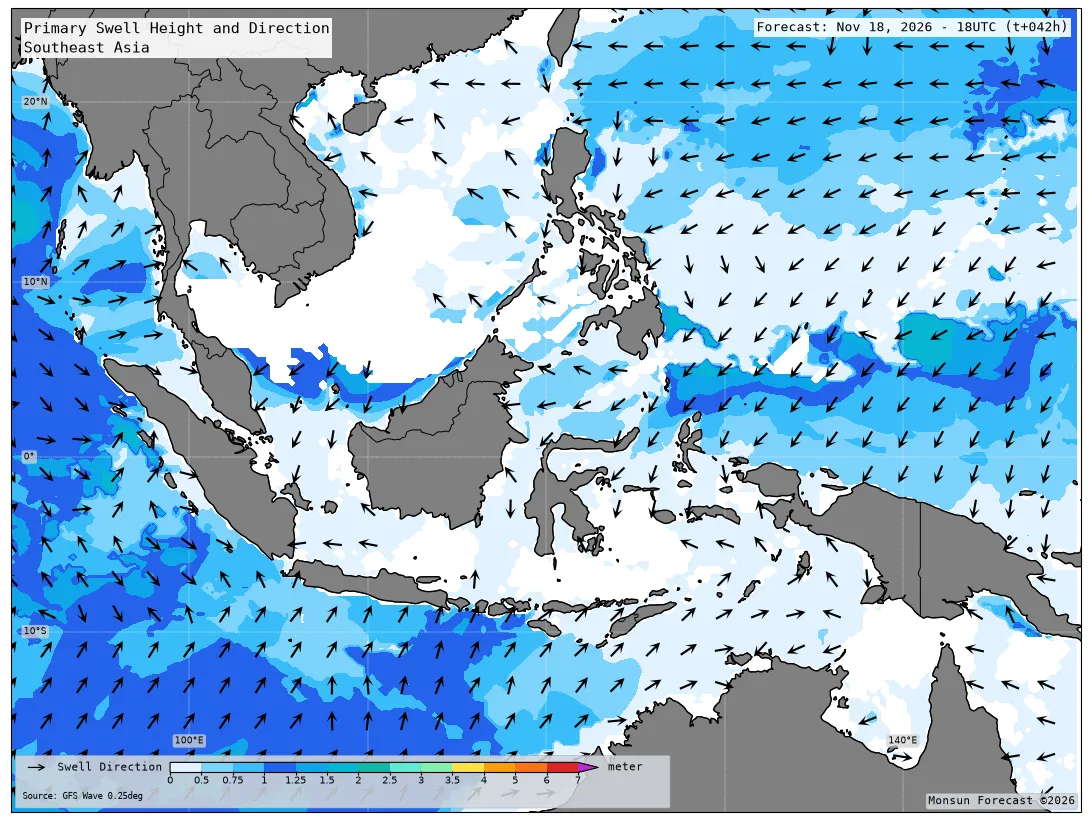 Primary Swell Height and Direction
Southeast Asia
Forecast: Nov 18, 2026 - 18UTC (t+042h)
20°N
10°N
0°
10°S
100°E
140°E
Swell Direction
0 0.5 0.75 1 1.25 1.5 2 2.5 3 3.5 4 5 6 7
meter
Source: GFS Wave 0.25deg
Monsun Forecast ©2026